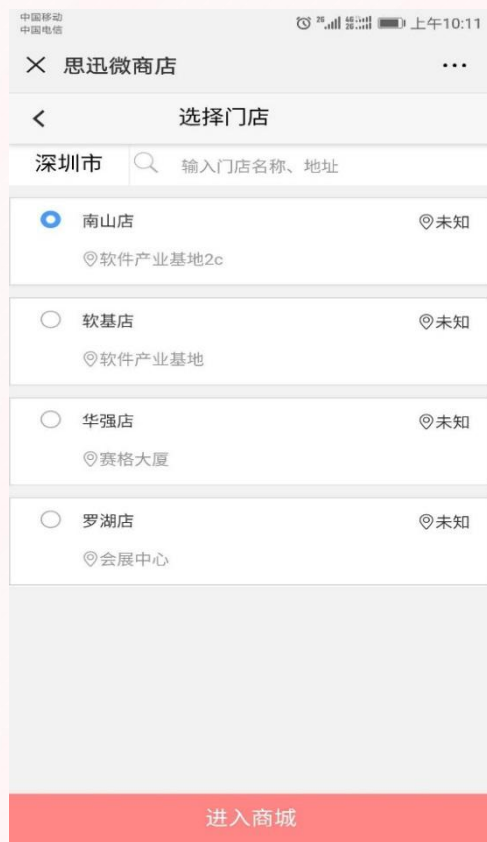 中国移动
中国电信
2G 4G 2G 上午10:11
思迅微商店
选择门店
深圳市 输入门店名称、地址
南山店 未知
软件产业基地2c
软基店 未知
软件产业基地
华强店 未知
赛格大厦
罗湖店 未知
会展中心
进入商城